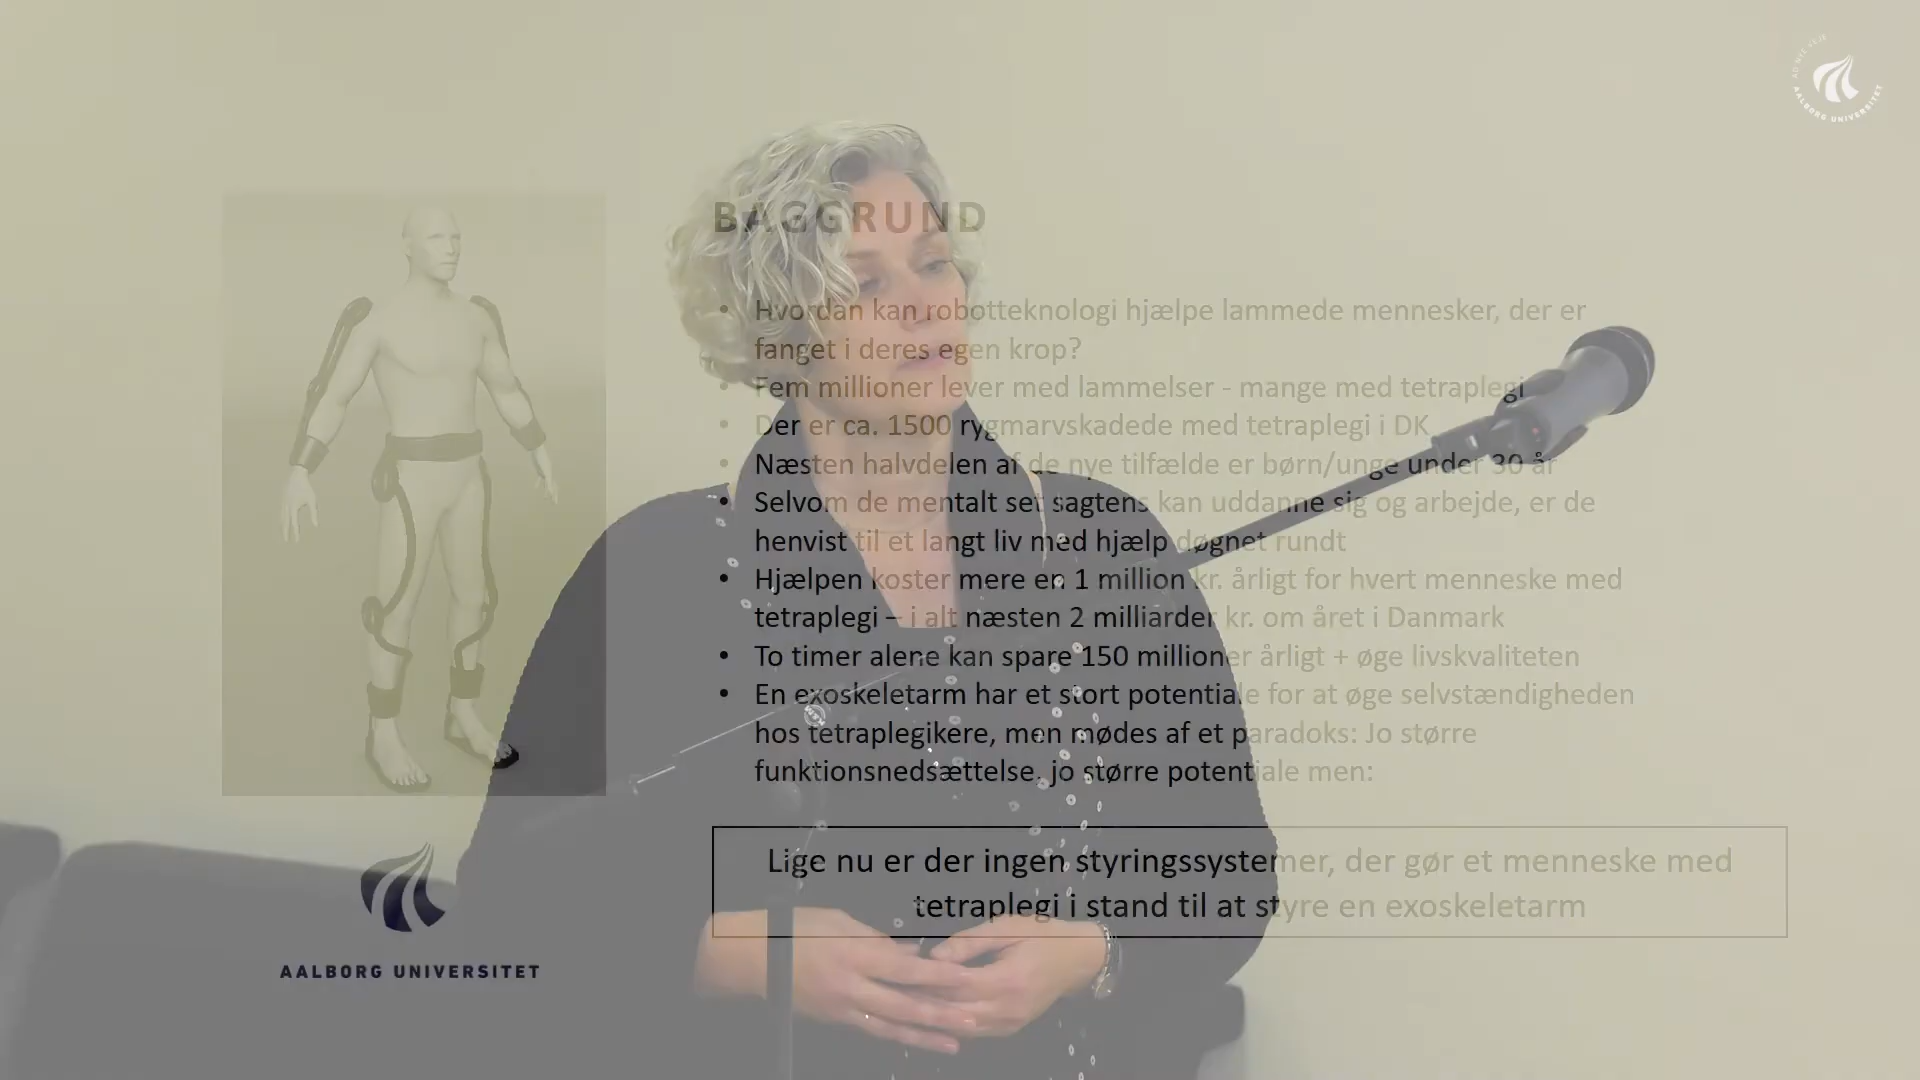 AD NYE VEJE
AALBORG UNIVERSITET
BAGGRUND
• Hvordan kan robotteknologi hjælpe lammede mennesker, der er
fanget i deres egen krop?
• Fem millioner lever med lammelser - mange med tetraplegi
• Der er ca. 1500 rygmarvskadede med tetraplegi i DK
• Næsten halvdelen af de nye tilfælde er børn/unge under 30 år
• Selvom de mentalt set sagtens kan uddanne sig og arbejde, er de
henvist til et langt liv med hjælp døgnet rundt
• Hjælpen koster mere en 1 million kr. årligt for hvert menneske med
tetraplegi – i alt næsten 2 milliarder kr. om året i Danmark
• To timer alene kan spare 150 millioner årligt + øge livskvaliteten
• En exoskeletarm har et stort potentiale for at øge selvstændigheden
hos tetraplegikere, men mødes af et paradoks: Jo større
funktionsnedsættelse, jo større potentiale men:
Lige nu er der ingen styringssystemer, der gør et menneske med
tetraplegi i stand til at styre en exoskeletarm
AALBORG UNIVERSITET